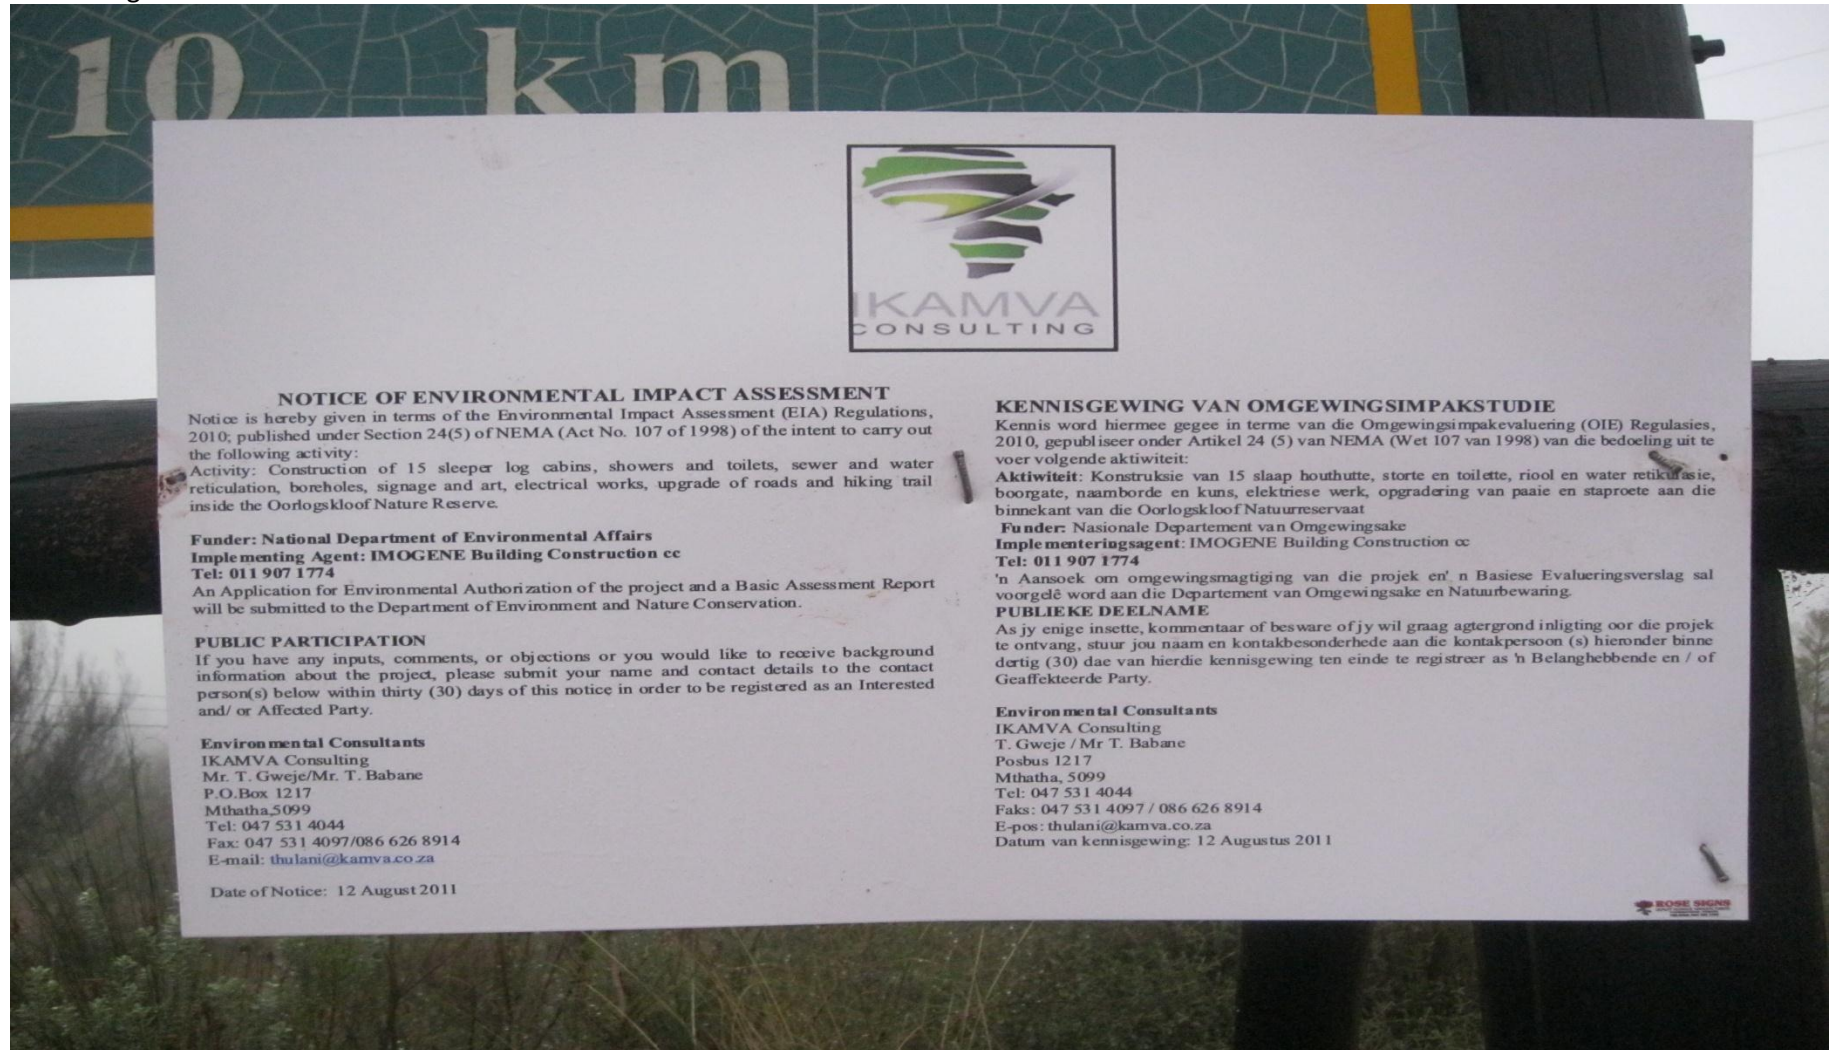 10 km
IKAMVA
CONSULTING
NOTICE OF ENVIRONMENTAL IMPACT ASSESSMENT
Notice is hereby given in terms of the Environmental Impact Assessment (EIA) Regulations,
2010; published under Section 24(5) of NEMA (Act No. 107 of 1998) of the intent to carry out
the following activity:
Activity: Construction of 15 sleeper log cabins, showers and toilets, sewer and water
reticulation, boreholes, signage and art, electrical works, upgrade of roads and hiking trail
inside the Oorlogskloof Nature Reserve.
Funder: National Department of Environmental Affairs
Implementing Agent: IMOGENE Building Construction cc
Tel: 011 907 1774
An Application for Environmental Authorization of the project and a Basic Assessment Report
will be submitted to the Department of Environment and Nature Conservation.
PUBLIC PARTICIPATION
If you have any inputs, comments, or objections or you would like to receive background
information about the project, please submit your name and contact details to the contact
person(s) below within thirty (30) days of this notice in order to be registered as an Interested
and/ or Affected Party.
Environmental Consultants
IKAMVA Consulting
Mr. T. Gweje/Mr. T. Babane
P.O.Box 1217
Mthatha,5099
Tel: 047 531 4044
Fax: 047 531 4097/086 626 8914
E-mail: thulani@kamva.co.za
Date of Notice: 12 August 2011
KENNISGEWING VAN OMGEWINGSIMPAKSTUDIE
Kennis word hiermee gegee in terme van die Omgewingsimpakevaluering (OIE) Regulasies,
2010, gepubliseer onder Artikel 24 (5) van NEMA (Wet 107 van 1998) van die bedoeling uit te
voer volgende aktiwiteit:
Aktiwiteit: Konstruksie van 15 slaap houthutte, storte en toilette, riool en water retikulasie,
boorgate, naamborde en kuns, elektriese werk, opgradering van paaie en staproete aan die
binnekant van die Oorlogskloof Natuurreservaat
Funder: Nasionale Departement van Omgewingsake
Implementeringsagent: IMOGENE Building Construction cc
Tel: 011 907 1774
'n Aansoek om omgewingsmagtiging van die projek en' n Basiese Evalueringsverslag sal
voorgelê word aan die Departement van Omgewingsake en Natuurbewaring.
PUBLIEKE DEELNAME
As jy enige insette, kommentaar of besware of jy wil graag agtergrond inligting oor die projek
te ontvang, stuur jou naam en kontakbesonderhede aan die kontakpersoon (s) hieronder binne
dertig (30) dae van hierdie kennisgewing ten einde te registreer as 'n Belanghebbende en / of
Geaffekteerde Party.
Environmental Consultants
IKAMVA Consulting
T. Gweje / Mr T. Babane
Posbus 1217
Mthatha, 5099
Tel: 047 531 4044
Faks: 047 531 4097 / 086 626 8914
E-pos: thulani@kamva.co.za
Datum van kennisgewing: 12 Augustus 2011
ROSE SIGNS